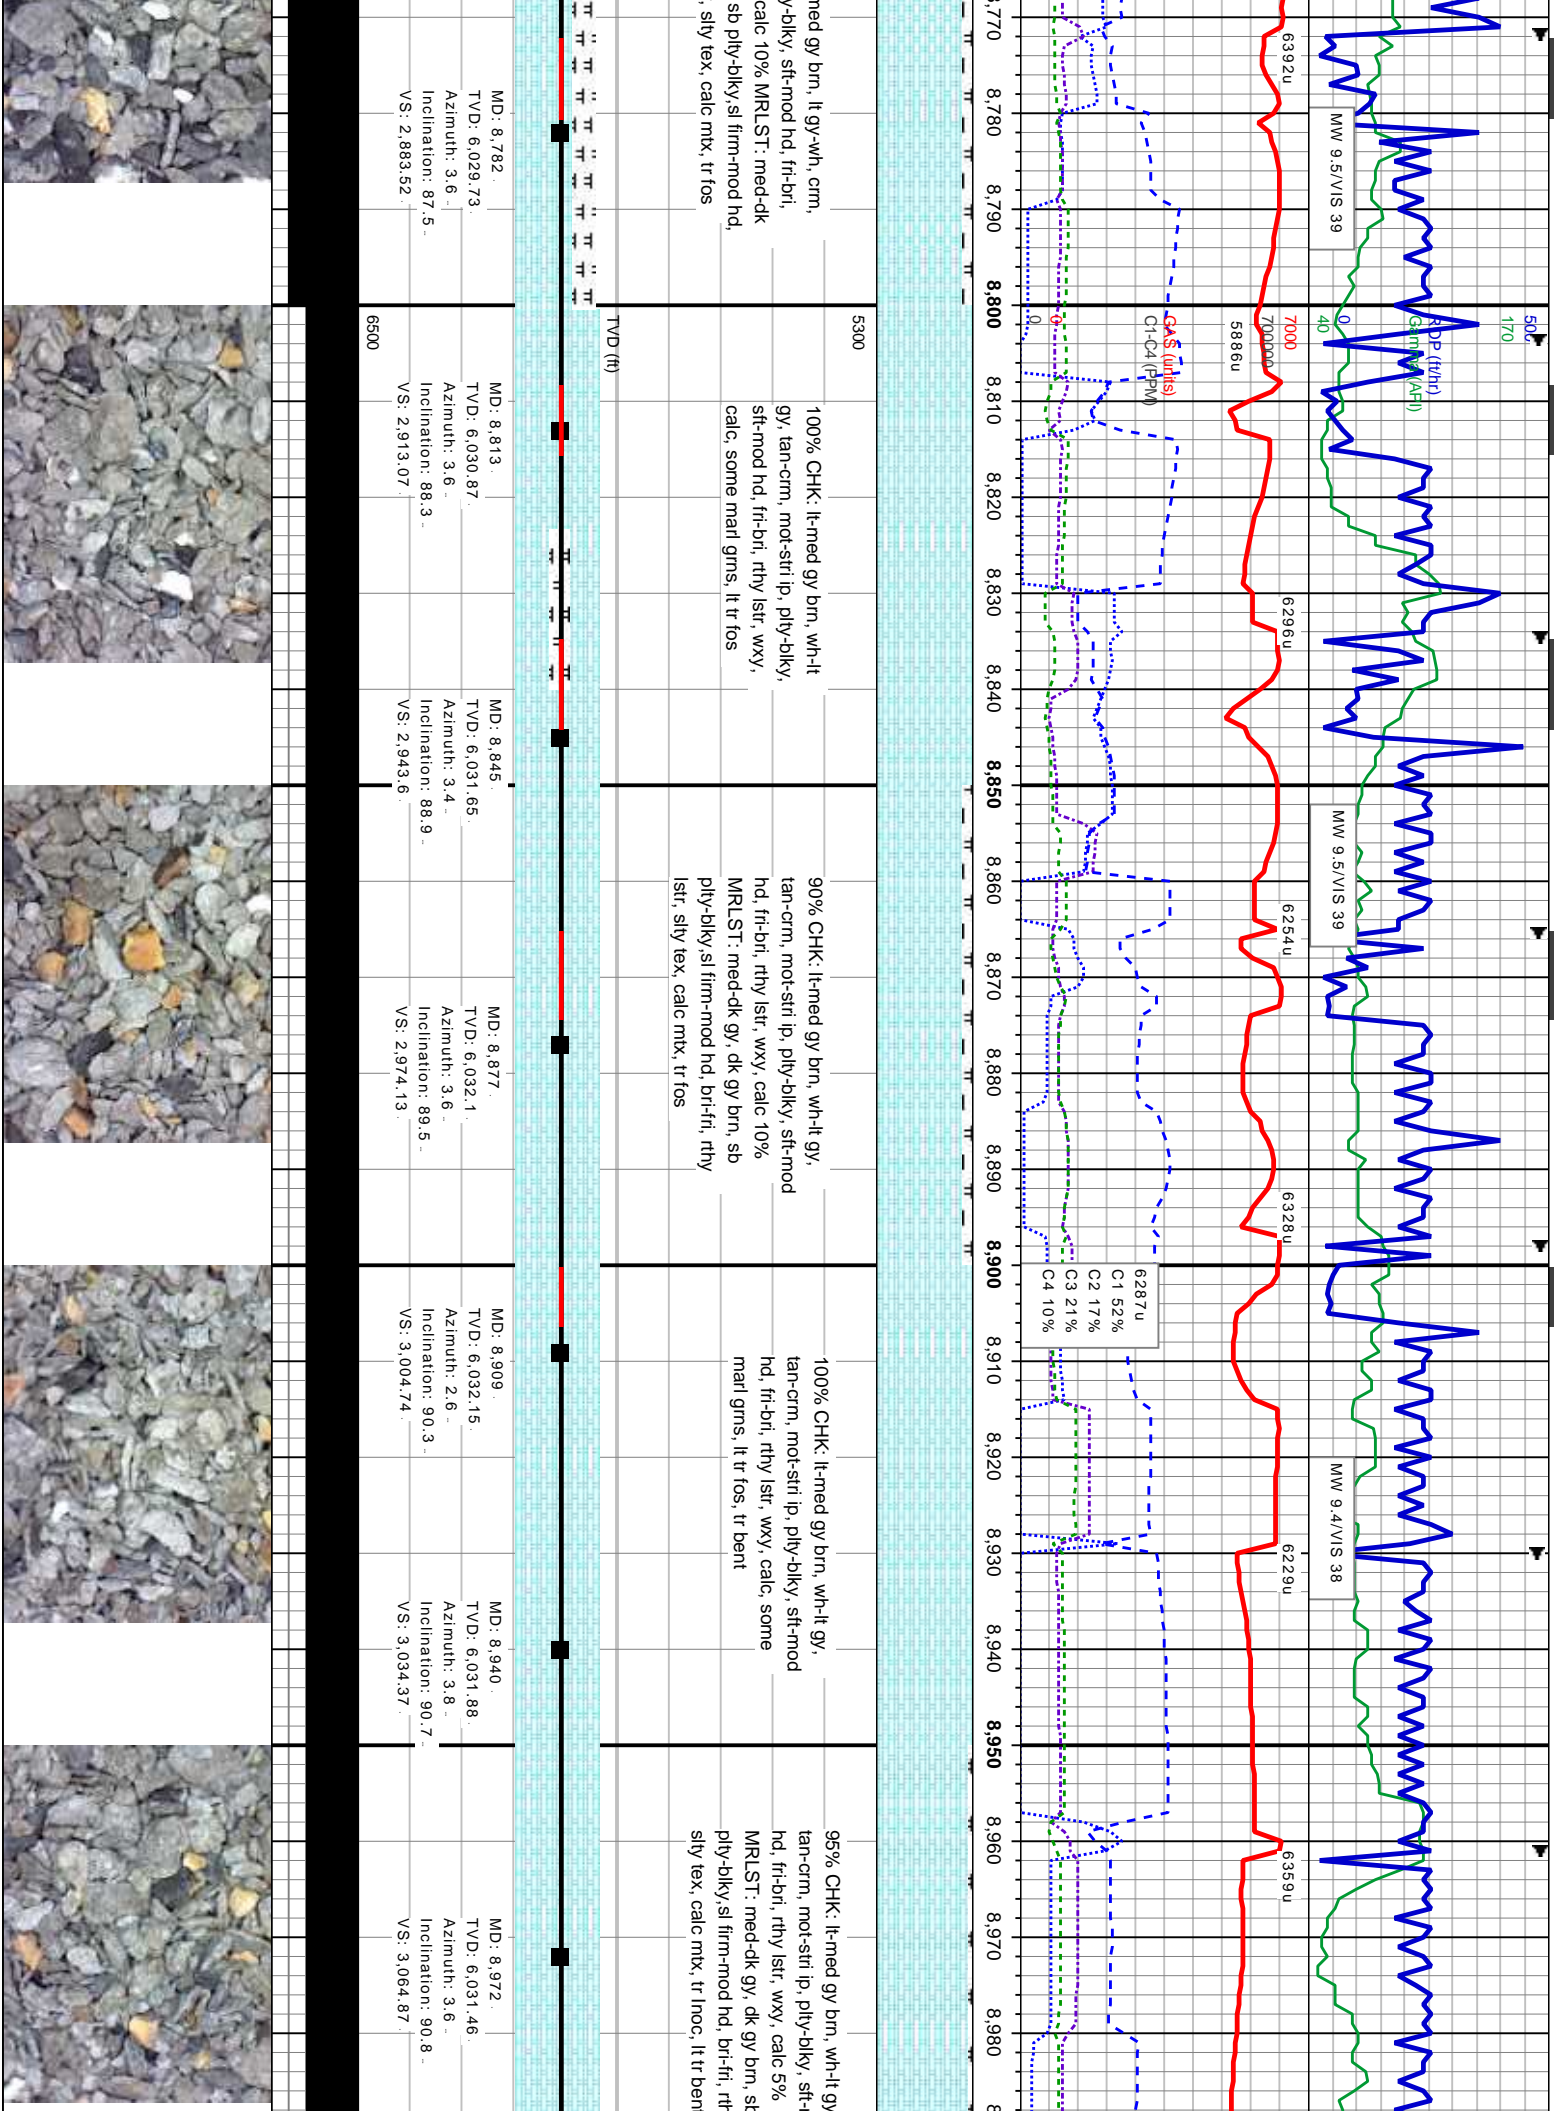 8,770
8,780
8,790
8,800
8,810
8,820
8,830
8,840
8,850
8,860
8,870
8,880
8,890
8,900
8,910
8,920
8,930
8,940
8,950
8,960
8,970
8,980
500
170
ROP (ft/hr)
Gamma (API)
0
40
MW 9.5/VIS 39
MW 9.5/VIS 39
MW 9.4/VIS 38
7000
700000
GAS (units)
C1-C4 (PPM)
0
0
6392u
5886u
6296u
6254u
6328u
6229u
6359u
6287u
C1 52%
C2 17%
C3 21%
C4 10%
med gy brn, lt gy-wh, crm,
y-blky, sft-mod hd, fri-bri,
calc 10% MRLST: med-dk
sb plty-blky,sl firm-mod hd,
, slty tex, calc mtx, tr fos
100% CHK: lt-med gy brn, wh-lt
gy, tan-crm, mot-stri ip, plty-blky,
sft-mod hd, fri-bri, rthy lstr, wxy,
calc, some marl grns, lt tr fos
90% CHK: lt-med gy brn, wh-lt gy,
tan-crm, mot-stri ip, plty-blky, sft-mod
hd, fri-bri, rthy lstr, wxy, calc 10%
MRLST: med-dk gy, dk gy brn, sb
plty-blky,sl firm-mod hd, bri-fri, rthy
lstr, slty tex, calc mtx, tr fos
100% CHK: lt-med gy brn, wh-lt gy,
tan-crm, mot-stri ip, plty-blky, sft-mod
hd, fri-bri, rthy lstr, wxy, calc, some
marl grns, lt tr fos, tr bent
95% CHK: lt-med gy brn, wh-lt gy
tan-crm, mot-stri ip, plty-blky, sft-
hd, fri-bri, rthy lstr, wxy, calc 5%
MRLST: med-dk gy, dk gy brn, sb
plty-blky,sl firm-mod hd, bri-fri, rth
slty tex, calc mtx, tr Inoc, lt tr bent
5300
TVD (ft)
6500
MD: 8,782
TVD: 6,029.73
Azimuth: 3.6
Inclination: 87.5
VS: 2,883.52
MD: 8,813
TVD: 6,030.87
Azimuth: 3.6
Inclination: 88.3
VS: 2,913.07
MD: 8,845
TVD: 6,031.65
Azimuth: 3.4
Inclination: 88.9
VS: 2,943.6
MD: 8,877
TVD: 6,032.1
Azimuth: 3.6
Inclination: 89.5
VS: 2,974.13
MD: 8,909
TVD: 6,032.15
Azimuth: 2.6
Inclination: 90.3
VS: 3,004.74
MD: 8,940
TVD: 6,031.88
Azimuth: 3.8
Inclination: 90.7
VS: 3,034.37
MD: 8,972
TVD: 6,031.46
Azimuth: 3.6
Inclination: 90.8
VS: 3,064.87